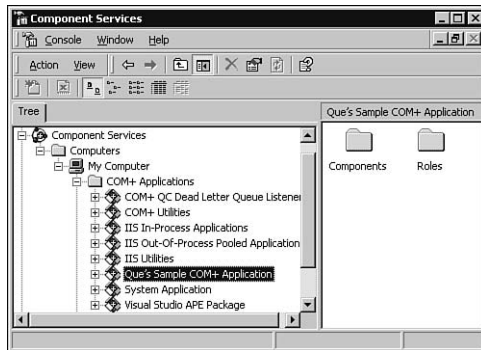 Component Services
Console Window Help
Action View
Tree
Que's Sample COM+ Application
Component Services
Computers
My Computer
COM+ Applications
COM+ QC Dead Letter Queue Listener
COM+ Utilities
IIS In-Process Applications
IIS Out-Of-Process Pooled Application
IIS Utilities
Que's Sample COM+ Application
System Application
Visual Studio APE Package
Components
Roles